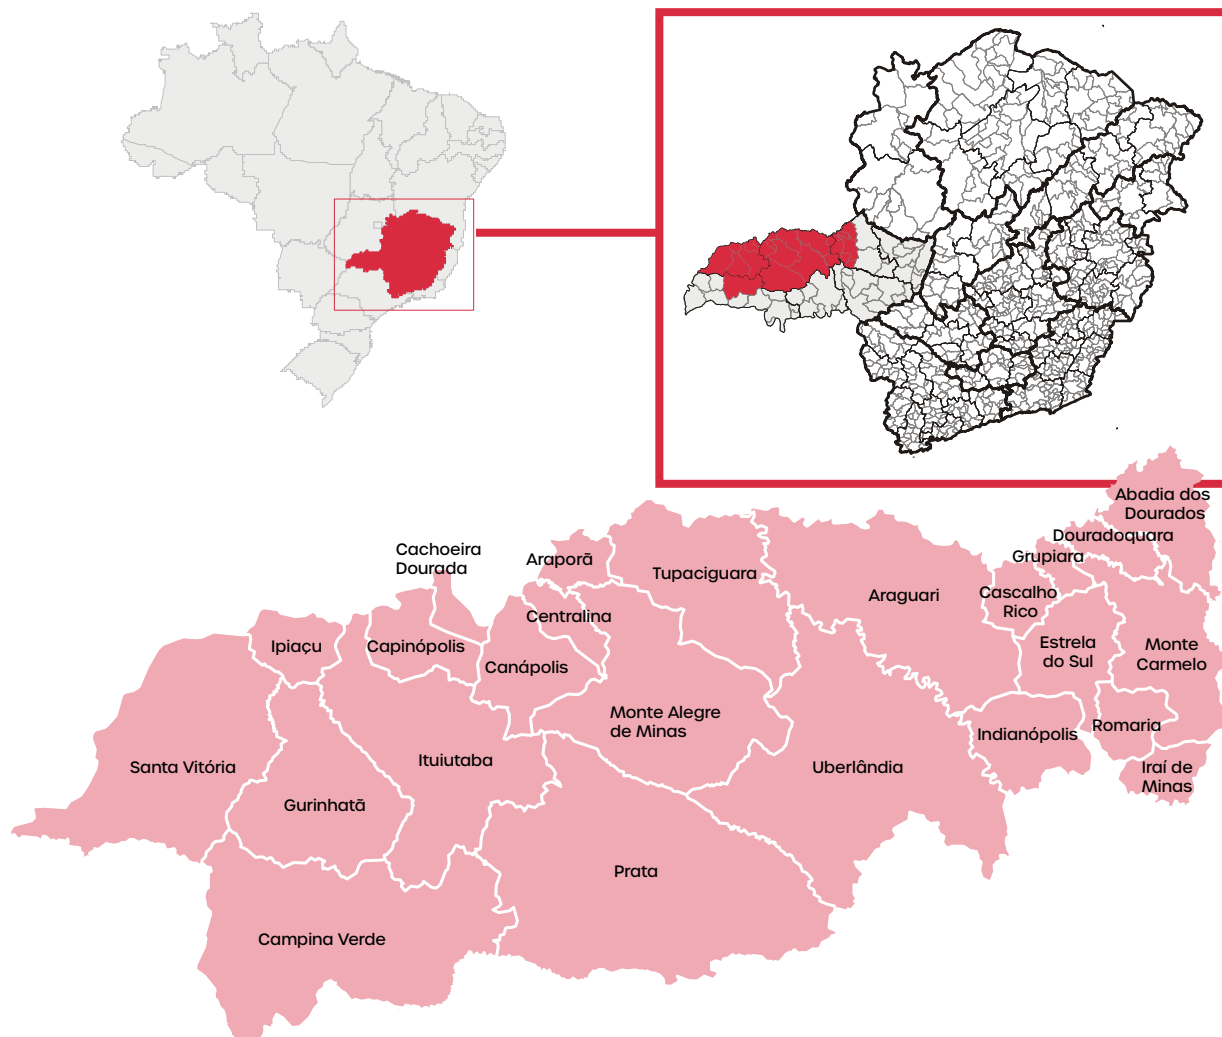 Abadia dos
Dourados
Douradoquara
Grupiara
Cachoeira
Dourada
Araporã
Tupaciguara
Araguari
Cascalho
Rico
Centralina
Ipiaçu
Capinópolis
Canápolis
Estrela
do Sul
Monte
Carmelo
Monte Alegre
de Minas
Indianópolis
Romaria
Santa Vitória
Ituiutaba
Uberlândia
Iraí de
Minas
Gurinhatã
Prata
Campina Verde